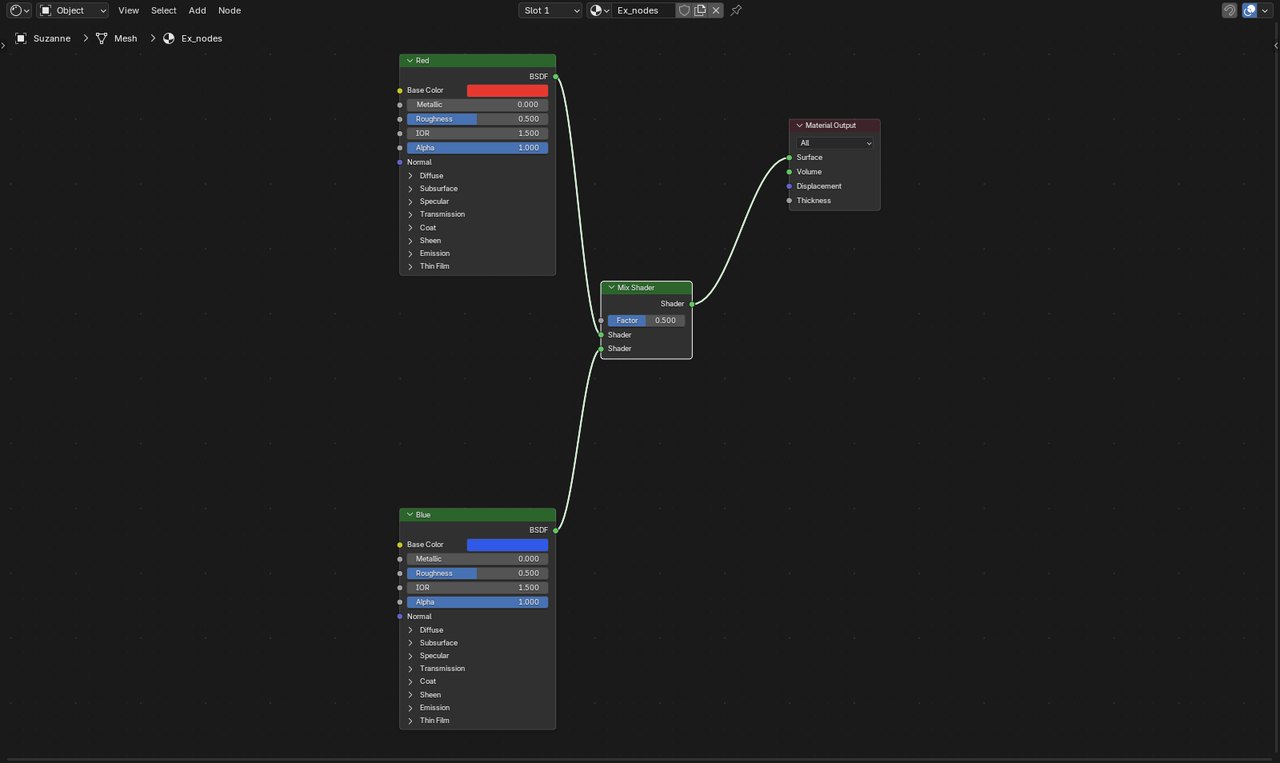 Object View Select Add Node Slot 1 Ex_nodes
Suzanne Mesh Ex_nodes
Red
BSDF
Base Color
Metallic 0.000
Roughness 0.500
IOR 1.500
Alpha 1.000
Normal
Diffuse
Subsurface
Specular
Transmission
Coat
Sheen
Emission
Thin Film
Material Output
All
Surface
Volume
Displacement
Thickness
Mix Shader
Shader
Factor 0.500
Shader
Shader
Blue
BSDF
Base Color
Metallic 0.000
Roughness 0.500
IOR 1.500
Alpha 1.000
Normal
Diffuse
Subsurface
Specular
Transmission
Coat
Sheen
Emission
Thin Film